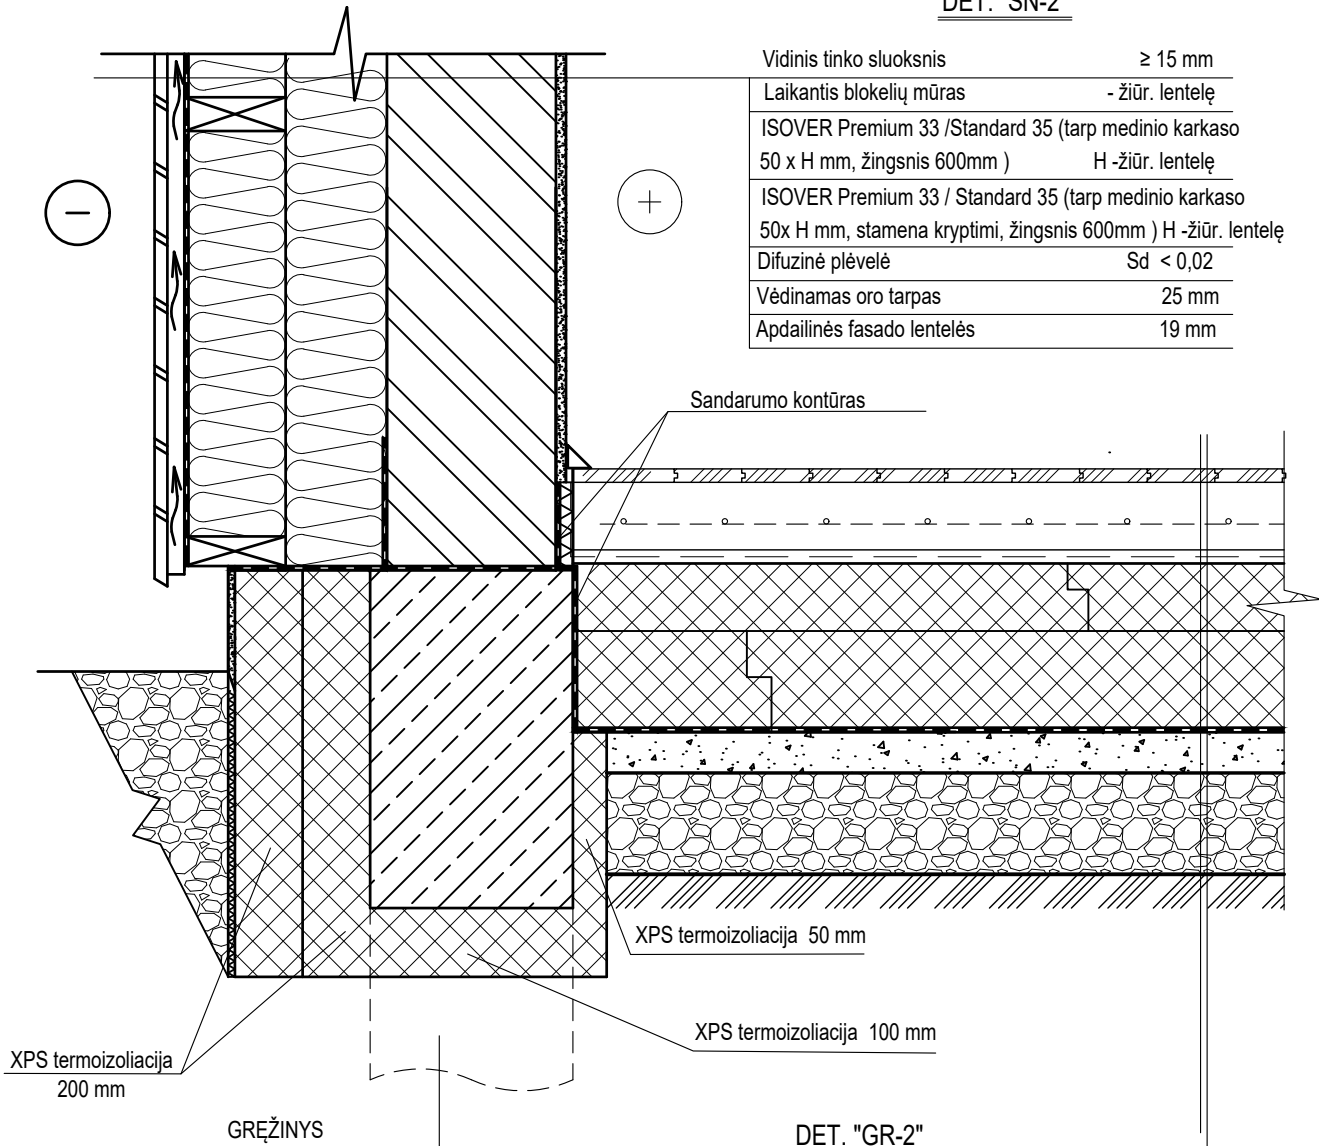 DET. "SN-2"
Vidinis tinko sluoksnis ≥ 15 mm
Laikantis blokelių mūras - žiūr. lentelę
ISOVER Premium 33 /Standard 35 (tarp medinio karkaso
50 x H mm, žingsnis 600mm ) H -žiūr. lentelę
ISOVER Premium 33 / Standard 35 (tarp medinio karkaso
50x H mm, stamena kryptimi, žingsnis 600mm ) H -žiūr. lentelę
Difuzinė plėvelė Sd < 0,02
Vėdinamas oro tarpas 25 mm
Apdailinės fasado lentelės 19 mm
Sandarumo kontūras
XPS termoizoliacija 50 mm
XPS termoizoliacija 100 mm
XPS termoizoliacija
200 mm
GRĘŽINYS
DET. "GR-2"